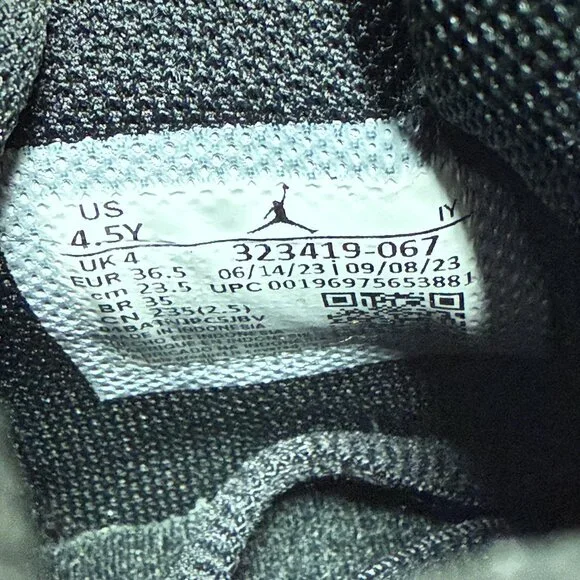 US
4.5Y
IY
323419-067
UK 4
06/14/23 i 09/08/23
EUR 36.5
UPC 00196975653881
cm 23.5
BR 35
CN 235(2.5)